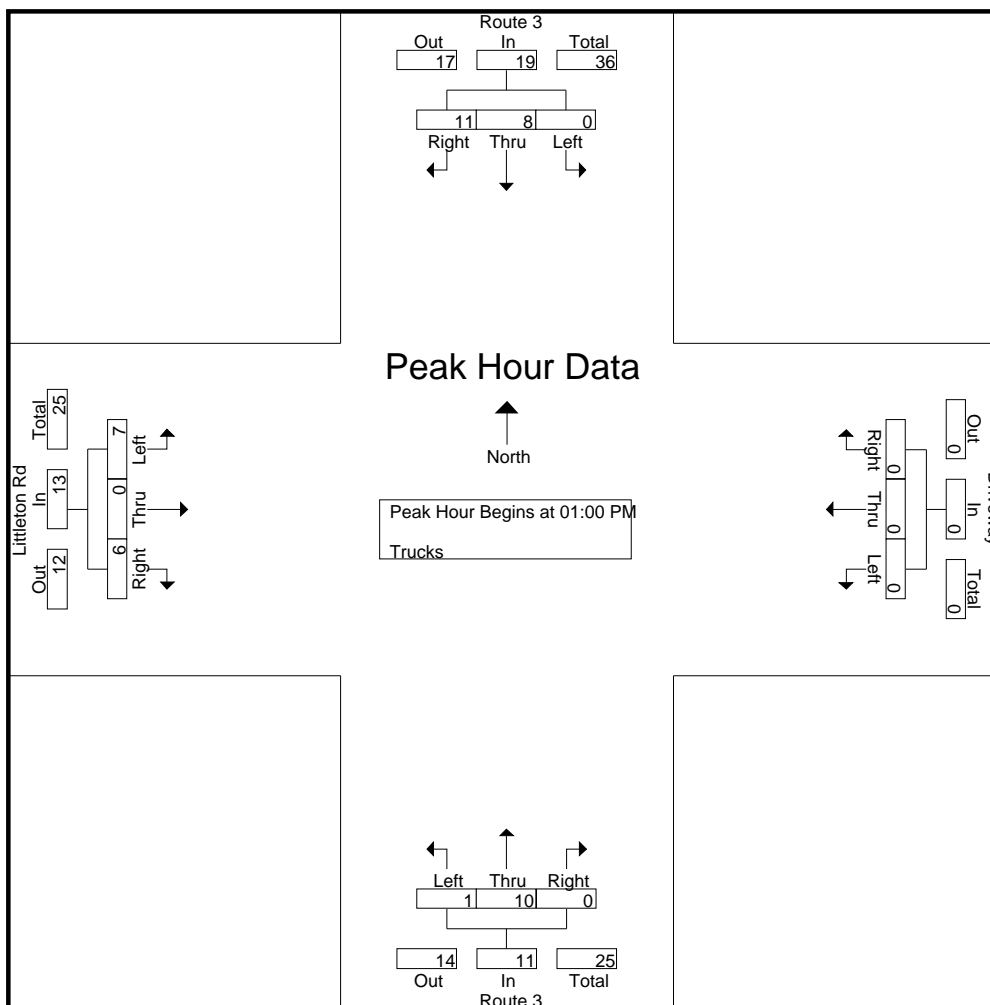 Route 3
Out In Total
17 19 36
11 8 0
Right Thru Left
Peak Hour Data
North
Peak Hour Begins at 01:00 PM
Trucks
Littleton Rd
Total In Out
25 13 12
7 0 6
Left Thru Right
Right Thru Left
0 0 0
Out In Total
0 0 0
Left Thru Right
1 10 0
14 11 25
Out In Total
Route 3